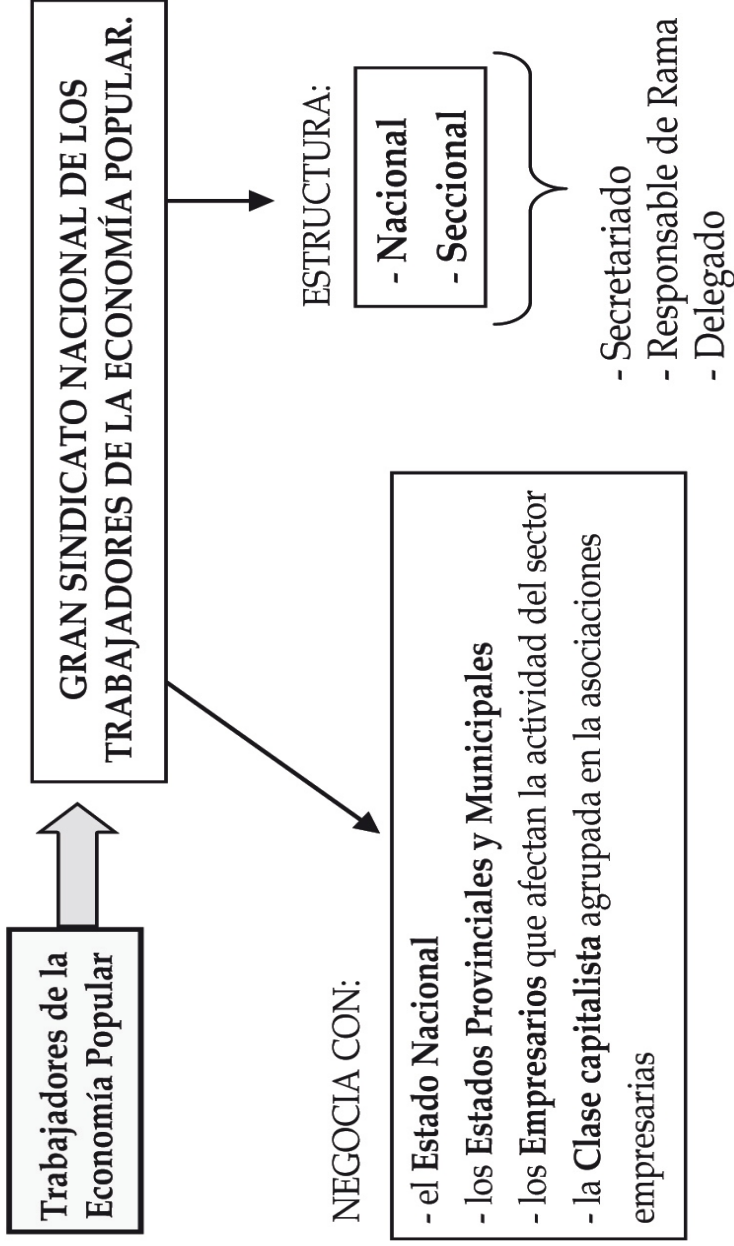 Trabajadores de la
Economía Popular
GRAN SINDICATO NACIONAL DE LOS
TRABAJADORES DE LA ECONOMÍA POPULAR.
NEGOCIA CON:
- el Estado Nacional
- los Estados Provinciales y Municipales
- los Empresarios que afectan la actividad del sector
- la Clase capitalista agrupada en la asociaciones
empresarias
ESTRUCTURA:
- Nacional
- Seccional
- Secretariado
- Responsable de Rama
- Delegado